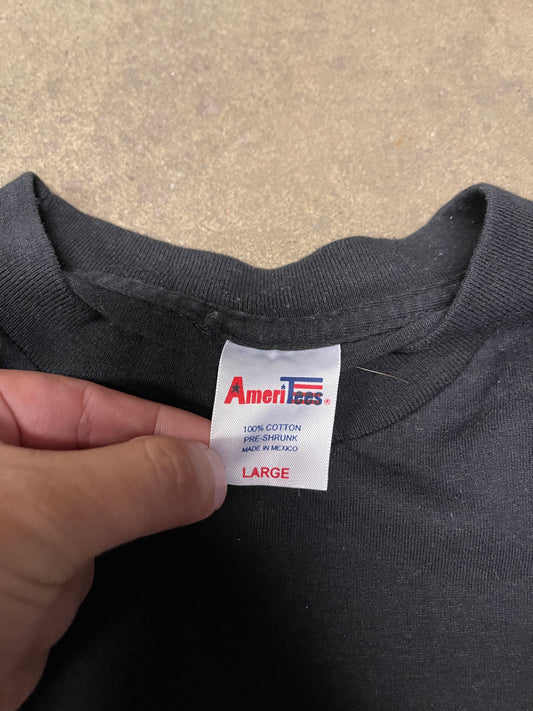 AmeriTees®
100% COTTON
PRE-SHRUNK
MADE IN MEXICO
LARGE